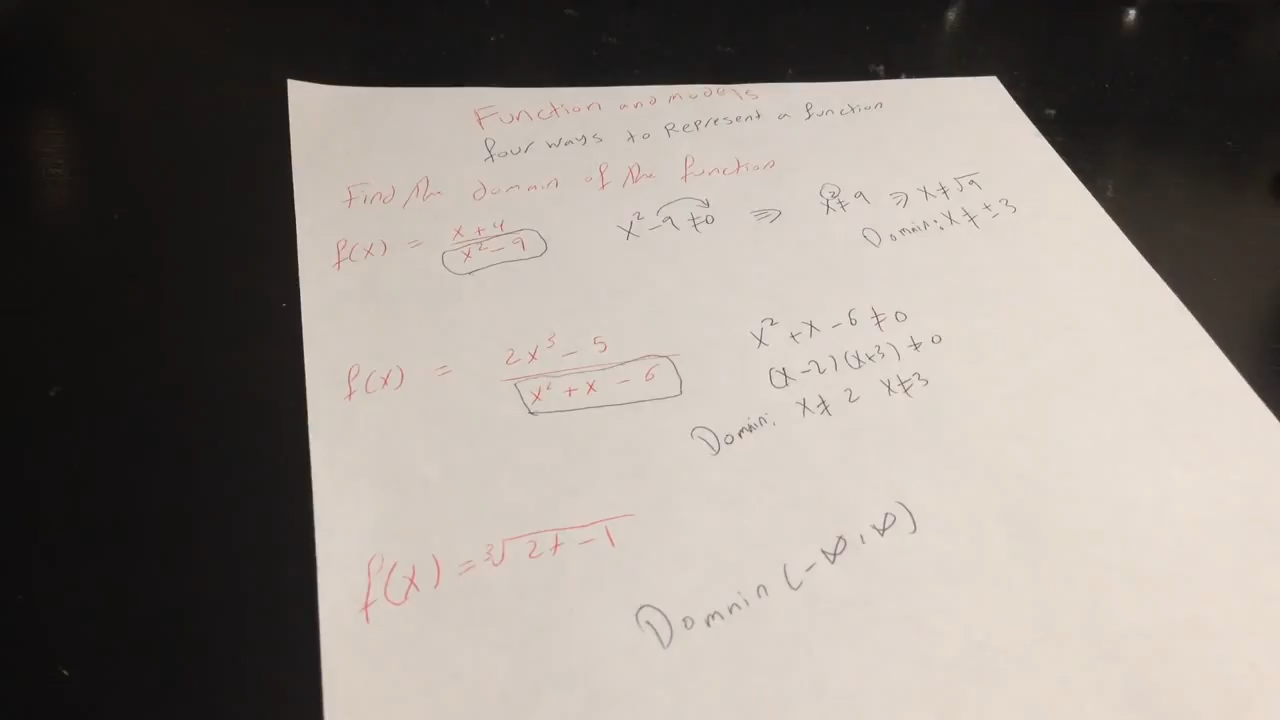 Function and models
four ways to Represent a function
Find the domain of the function
f(x) = x+4 / x² - 9
x² - 9 ≠ 0 ⇒ x² ≠ 9 ⇒ x ≠ √9
Domain: x ≠ ± 3
f(x) = 2x³ - 5 / x² + x - 6
x² + x - 6 ≠ 0
(x - 2) (x+3) ≠ 0
Domain: x ≠ 2 x ≠ 3
f(x) = ³√2t - 1
Domain (-∞, ∞)